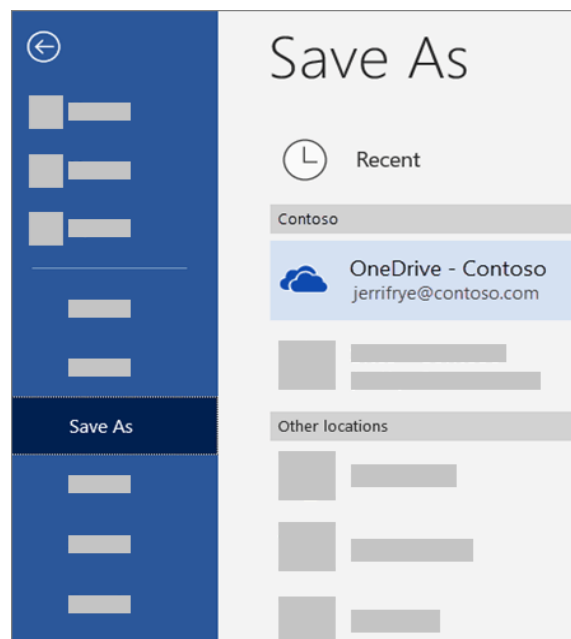 Save As
Recent
Contoso
OneDrive - Contoso
jerrifrye@contoso.com
Save As
Other locations